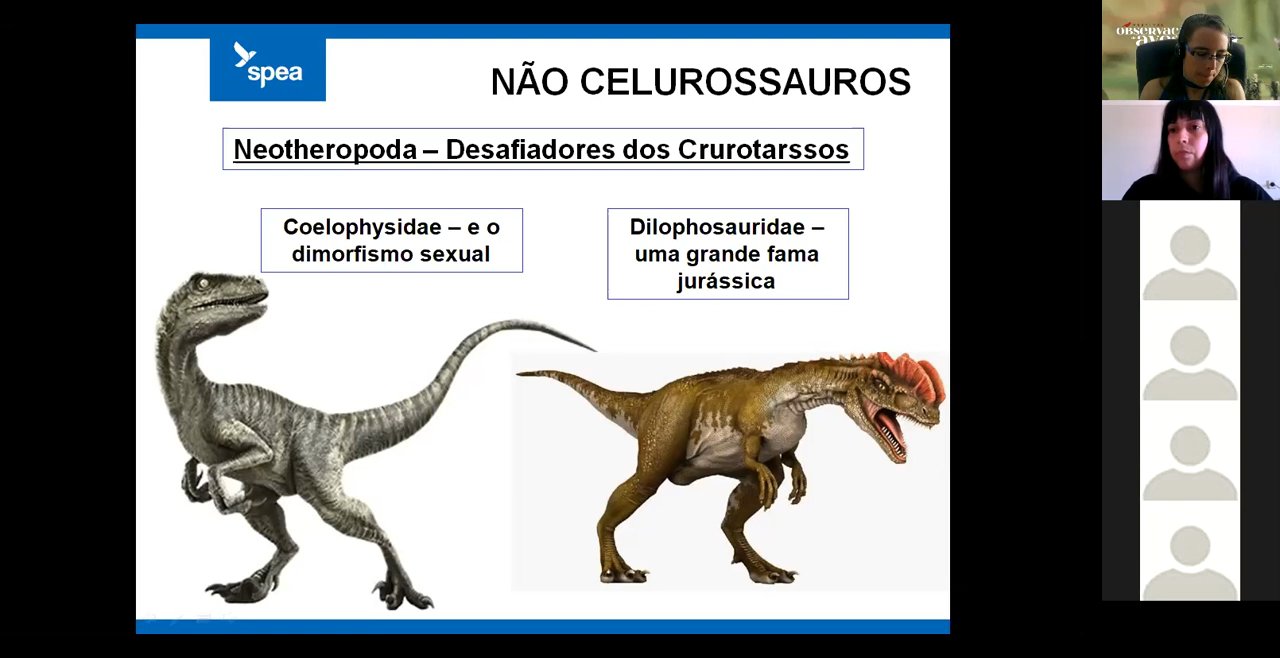 spea
NÃO CELUROSSAUROS
Neotheropoda – Desafiadores dos Crurotarssos
Coelophysidae – e o
dimorfismo sexual
Dilophosauridae –
uma grande fama
jurássica